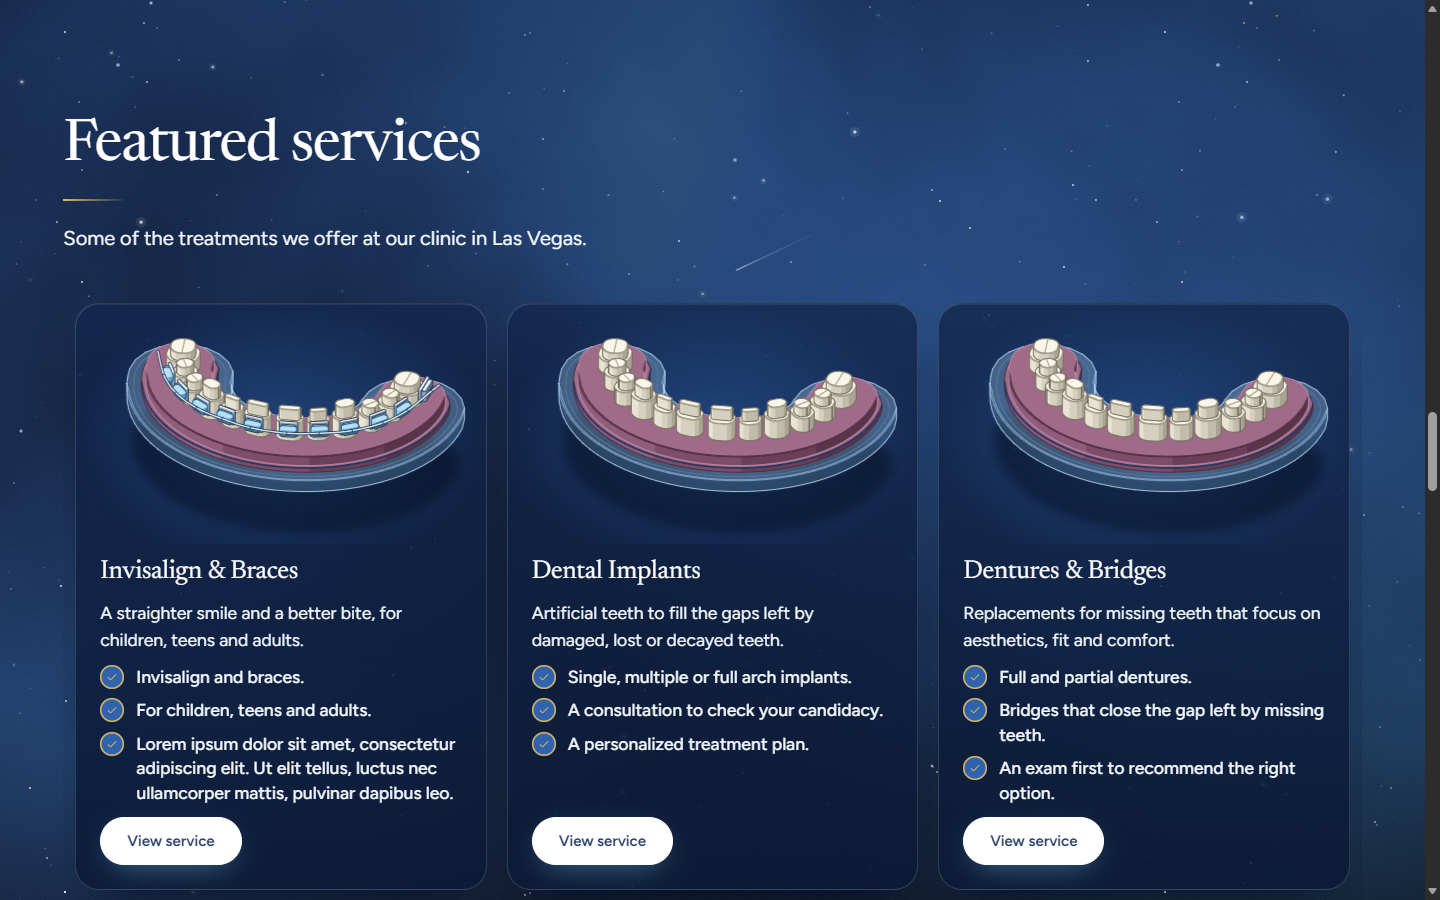 Featured services
Some of the treatments we offer at our clinic in Las Vegas.
Invisalign & Braces
A straighter smile and a better bite, for
children, teens and adults.
Invisalign and braces.
For children, teens and adults.
Lorem ipsum dolor sit amet, consectetur
adipiscing elit. Ut elit tellus, luctus nec
ullamcorper mattis, pulvinar dapibus leo.
View service
Dental Implants
Artificial teeth to fill the gaps left by
damaged, lost or decayed teeth.
Single, multiple or full arch implants.
A consultation to check your candidacy.
A personalized treatment plan.
View service
Dentures & Bridges
Replacements for missing teeth that focus on
aesthetics, fit and comfort.
Full and partial dentures.
Bridges that close the gap left by missing
teeth.
An exam first to recommend the right
option.
View service